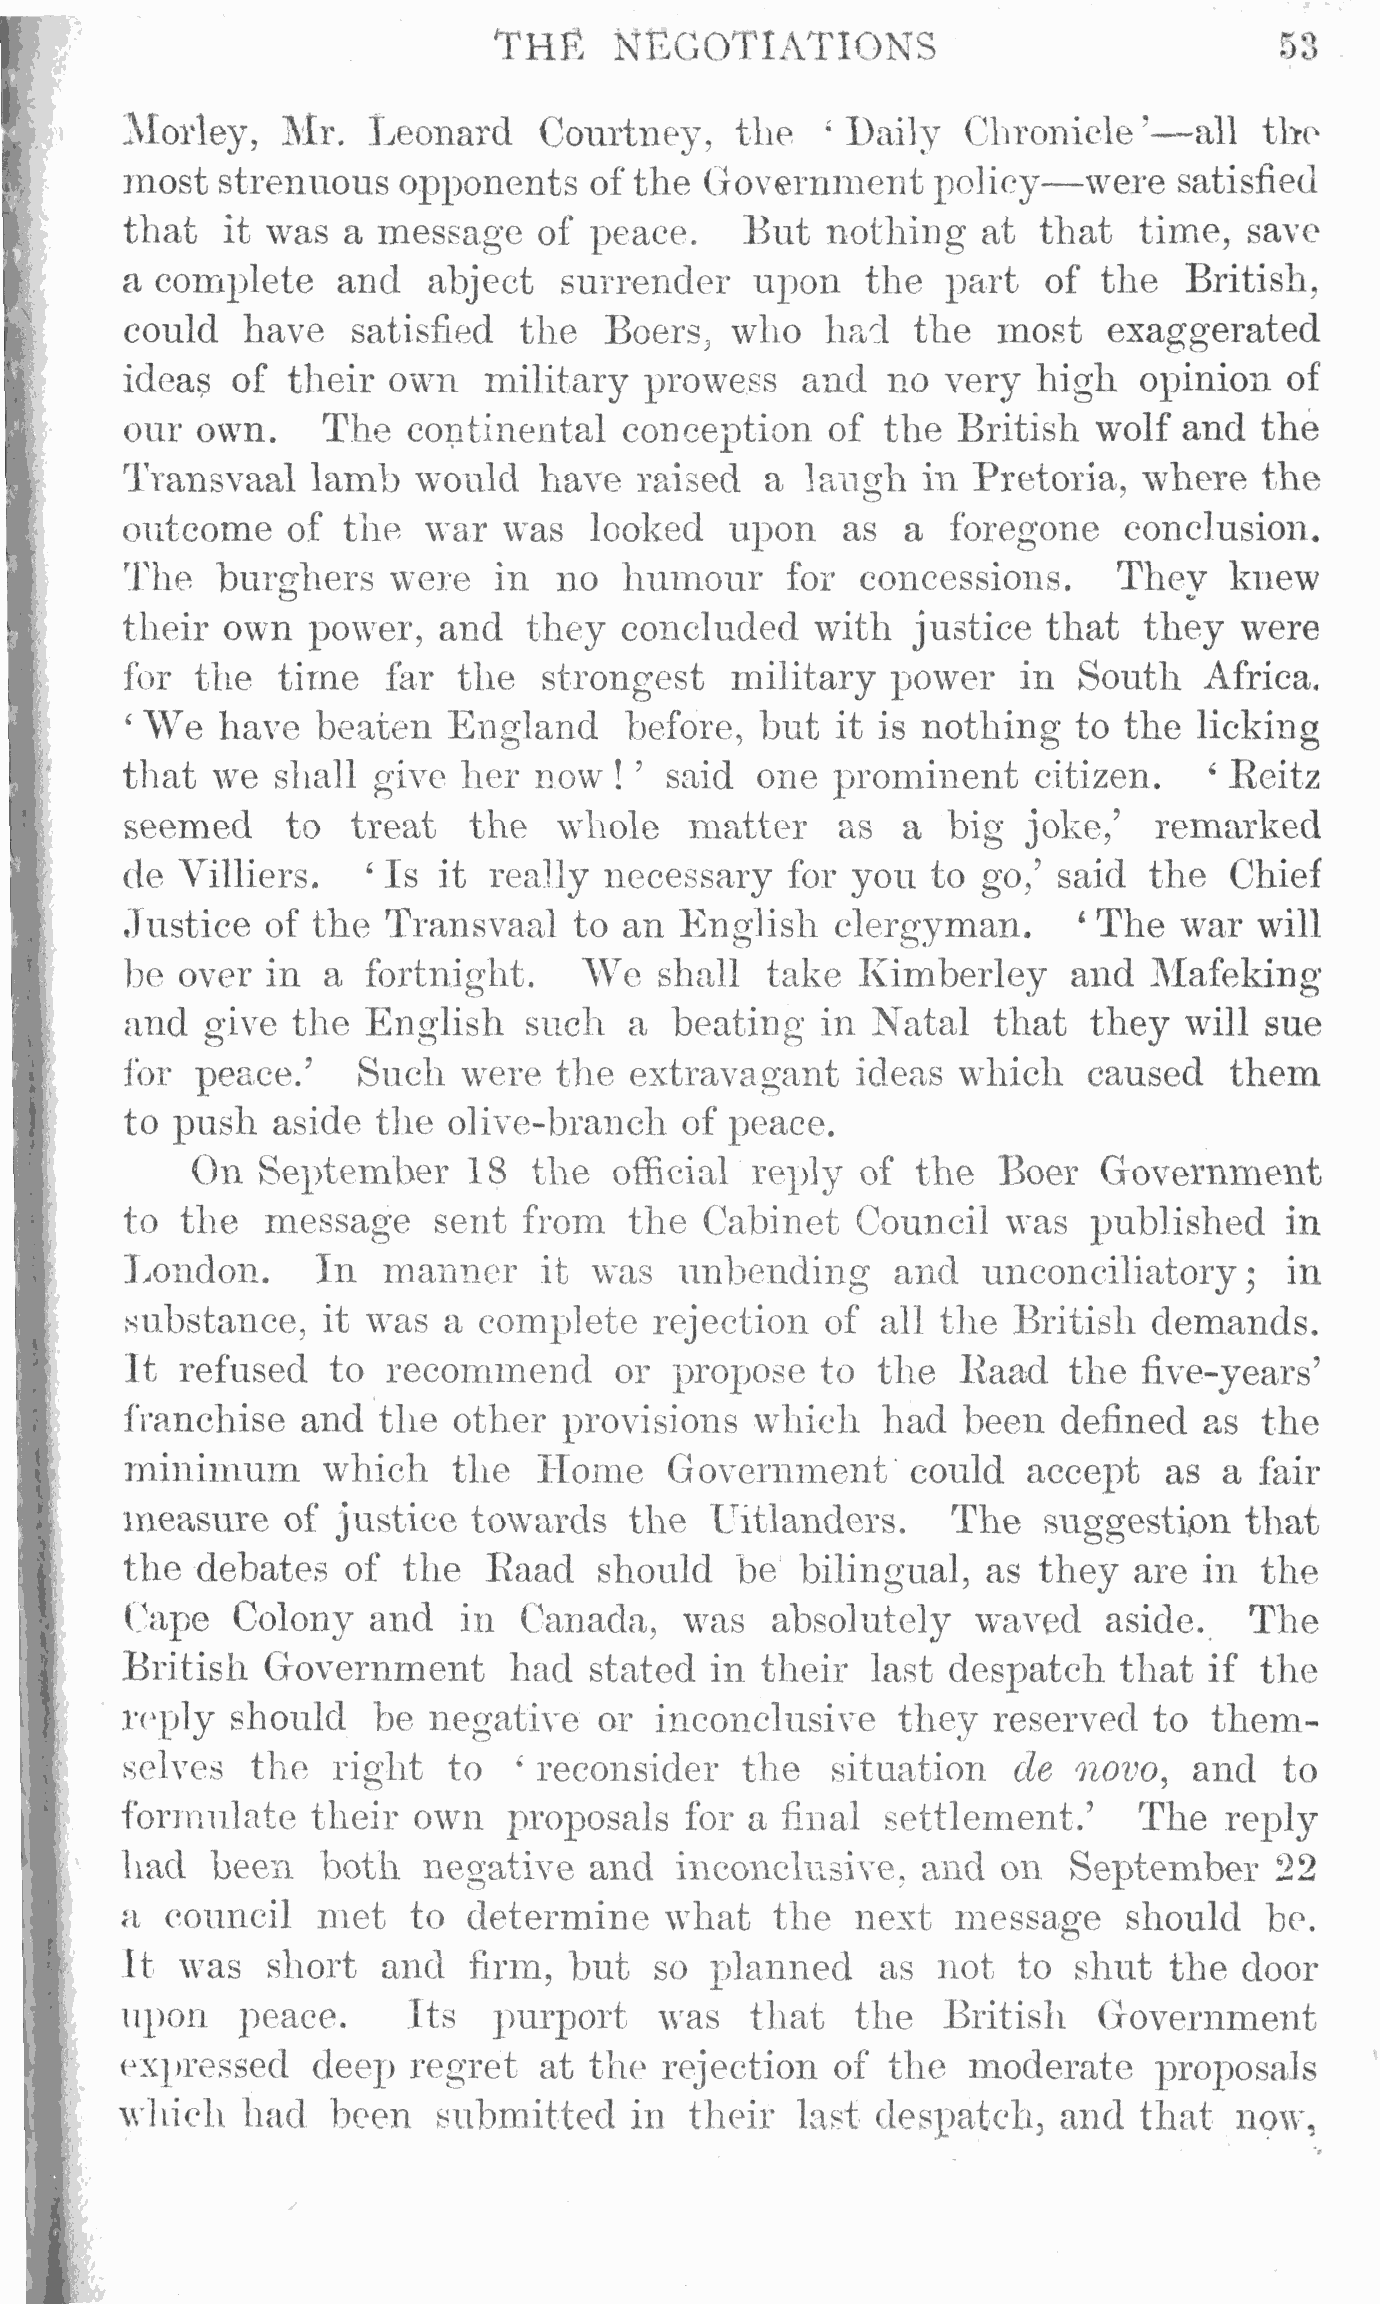 THE NEGOTIATIONS 53
Morley, Mr. Leonard Courtney, the ‘Daily Chronicle’—all the
most strenuous opponents of the Government policy—were satisfied
that it was a message of peace. But nothing at that time, save
a complete and abject surrender upon the part of the British,
could have satisfied the Boers, who had the most exaggerated
ideas of their own military prowess and no very high opinion of
our own. The continental conception of the British wolf and the
Transvaal lamb would have raised a laugh in Pretoria, where the
outcome of the war was looked upon as a foregone conclusion.
The burghers were in no humour for concessions. They knew
their own power, and they concluded with justice that they were
for the time far the strongest military power in South Africa.
‘We have beaten England before, but it is nothing to the licking
that we shall give her now!’ said one prominent citizen. ‘Reitz
seemed to treat the whole matter as a big joke,’ remarked
de Villiers. ‘Is it really necessary for you to go,’ said the Chief
Justice of the Transvaal to an English clergyman. ‘The war will
be over in a fortnight. We shall take Kimberley and Mafeking
and give the English such a beating in Natal that they will sue
for peace.’ Such were the extravagant ideas which caused them
to push aside the olive-branch of peace.
On September 18 the official reply of the Boer Government
to the message sent from the Cabinet Council was published in
London. In manner it was unbending and unconciliatory; in
substance, it was a complete rejection of all the British demands.
It refused to recommend or propose to the Raad the five-years’
franchise and the other provisions which had been defined as the
minimum which the Home Government could accept as a fair
measure of justice towards the Uitlanders. The suggestion that
the debates of the Raad should be bilingual, as they are in the
Cape Colony and in Canada, was absolutely waved aside. The
British Government had stated in their last despatch that if the
reply should be negative or inconclusive they reserved to them-
selves the right to ‘reconsider the situation de novo, and to
formulate their own proposals for a final settlement.’ The reply
had been both negative and inconclusive, and on September 22
a council met to determine what the next message should be.
It was short and firm, but so planned as not to shut the door
upon peace. Its purport was that the British Government
expressed deep regret at the rejection of the moderate proposals
which had been submitted in their last despatch, and that now,